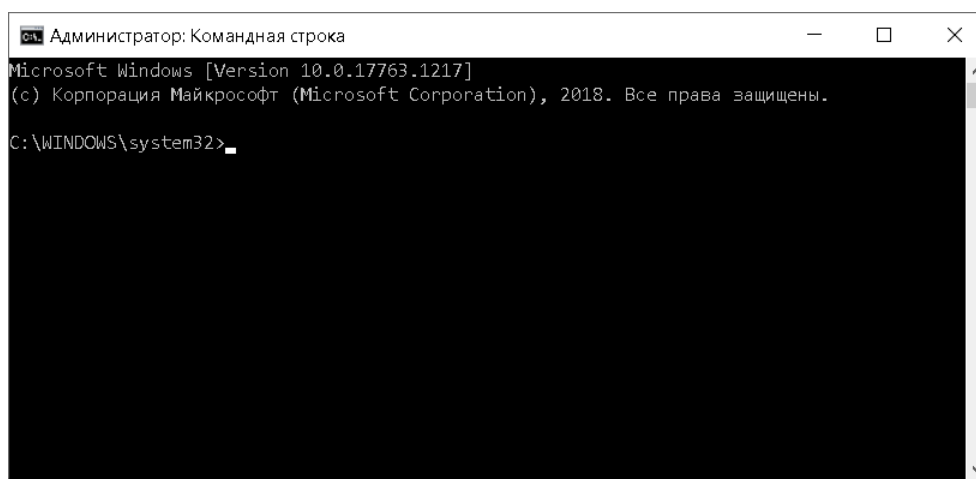 Администратор: Командная строка
Microsoft Windows [Version 10.0.17763.1217]
(c) Корпорация Майкрософт (Microsoft Corporation), 2018. Все права защищены.
C:\WINDOWS\system32>